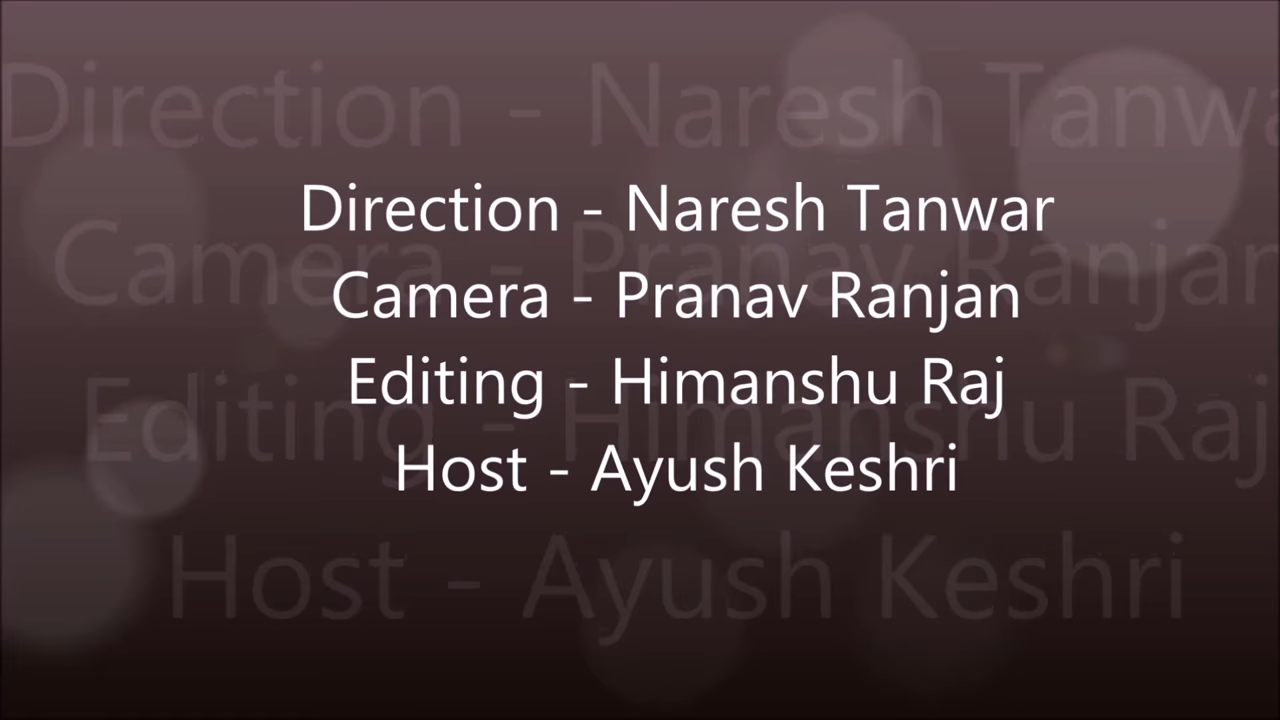 Direction - Naresh Tanwar
Camera - Pranav Ranjan
Editing - Himanshu Raj
Host - Ayush Keshri